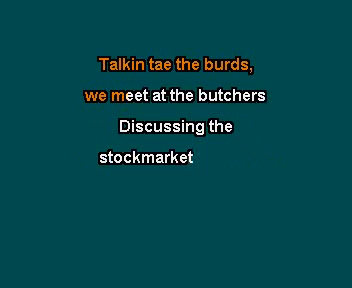 Talkin tae the burds,
we meet at the butchers
Discussing the
stockmarket